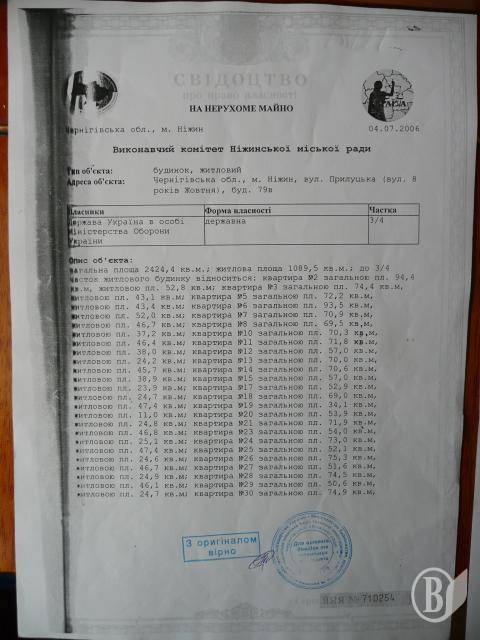 СВІДОЦТВО
про право власності
НА НЕРУХОМЕ МАЙНО
Чернігівська обл., м. Ніжин
04.07.2006
Виконавчий комітет Ніжинської міської ради
Тип об'єкта: будинок, житловий
Адреса об'єкта: Чернігівська обл., м. Ніжин, вул. Прилуцька (вул. 8
років Жовтня), буд. 79в
Власники Форма власності Частка
Держава Україна в особі державна 3/4
Міністерства Оборони
України
Опис об'єкта:
загальна площа 2424,4 кв.м.; житлова площа 1089,5 кв.м.; до 3/4
часток житлового будинку відноситься: квартира №2 загальною пл. 94,4
кв.м, житловою пл. 52,8 кв.м; квартира №3 загальною пл. 74,4 кв.м,
житловою пл. 43,1 кв.м; квартира №5 загальною пл. 72,2 кв.м,
житловою пл. 43,4 кв.м; квартира №6 загальною пл. 93,5 кв.м,
житловою пл. 52,0 кв.м; квартира №7 загальною пл. 70,9 кв.м,
житловою пл. 46,7 кв.м; квартира №8 загальною пл. 69,5 кв.м,
житловою пл. 37,2 кв.м; квартира №10 загальною пл. 70,3 кв.м,
житловою пл. 46,4 кв.м; квартира №11 загальною пл. 71,8 кв.м,
житловою пл. 38,0 кв.м; квартира №12 загальною пл. 57,0 кв.м,
житловою пл. 24,2 кв.м; квартира №13 загальною пл. 70,0 кв.м,
житловою пл. 45,7 кв.м; квартира №14 загальною пл. 70,6 кв.м,
житловою пл. 38,9 кв.м; квартира №15 загальною пл. 57,0 кв.м,
житловою пл. 23,9 кв.м; квартира №17 загальною пл. 52,9 кв.м,
житловою пл. 24,7 кв.м; квартира №18 загальною пл. 69,0 кв.м,
житловою пл. 47,4 кв.м; квартира №19 загальною пл. 34,1 кв.м,
житловою пл. 11,0 кв.м; квартира №20 загальною пл. 53,9 кв.м,
житловою пл. 24,8 кв.м; квартира №21 загальною пл. 71,9 кв.м,
житловою пл. 46,8 кв.м; квартира №23 загальною пл. 54,0 кв.м,
житловою пл. 25,1 кв.м; квартира №24 загальною пл. 73,0 кв.м,
житловою пл. 47,4 кв.м; квартира №25 загальною пл. 52,1 кв.м,
житловою пл. 24,6 кв.м; квартира №26 загальною пл. 75,3 кв.м,
житловою пл. 46,7 кв.м; квартира №27 загальною пл. 51,6 кв.м,
житловою пл. 24,9 кв.м; квартира №28 загальною пл. 74,5 кв.м,
житловою пл. 46,1 кв.м; квартира №29 загальною пл. 50,6 кв.м,
житловою пл. 24,7 кв.м; квартира №30 загальною пл. 74,9 кв.м,
З оригіналом
вірно
№ 710254
В